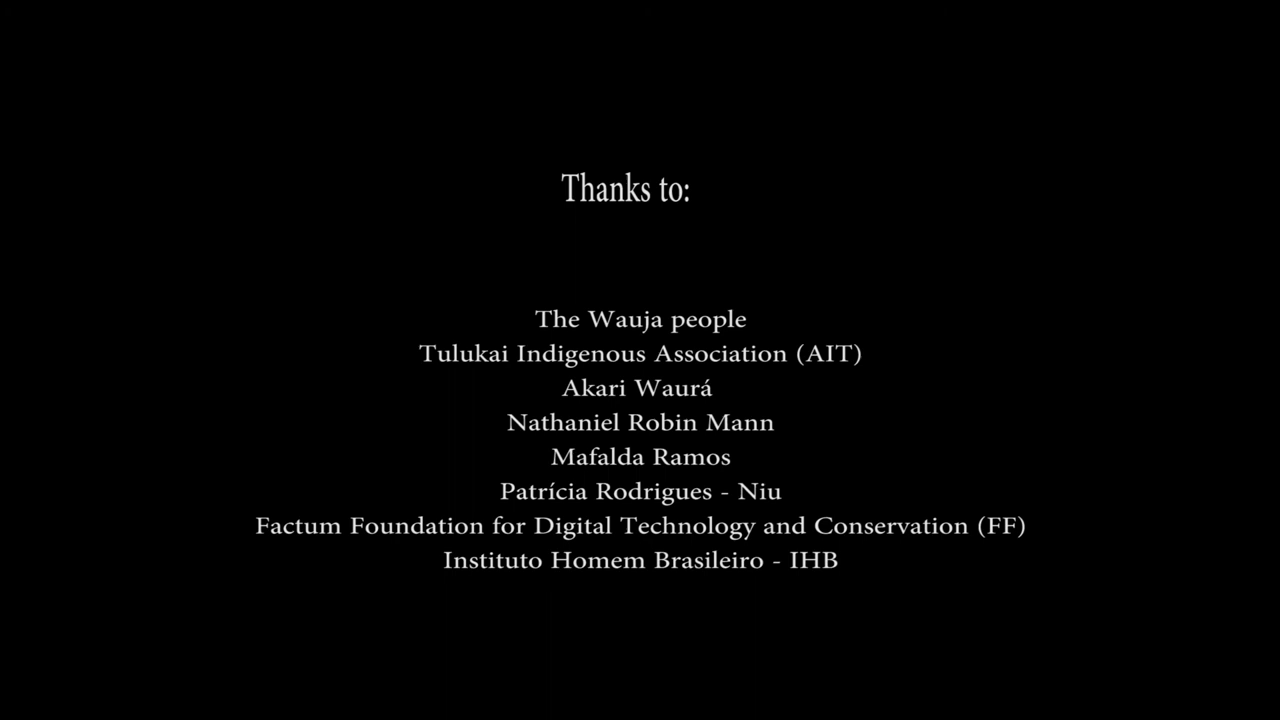 Thanks to:
The Wauja people
Tulukai Indigenous Association (AIT)
Akari Waurá
Nathaniel Robin Mann
Mafalda Ramos
Patrícia Rodrigues - Niu
Factum Foundation for Digital Technology and Conservation (FF)
Instituto Homem Brasileiro - IHB